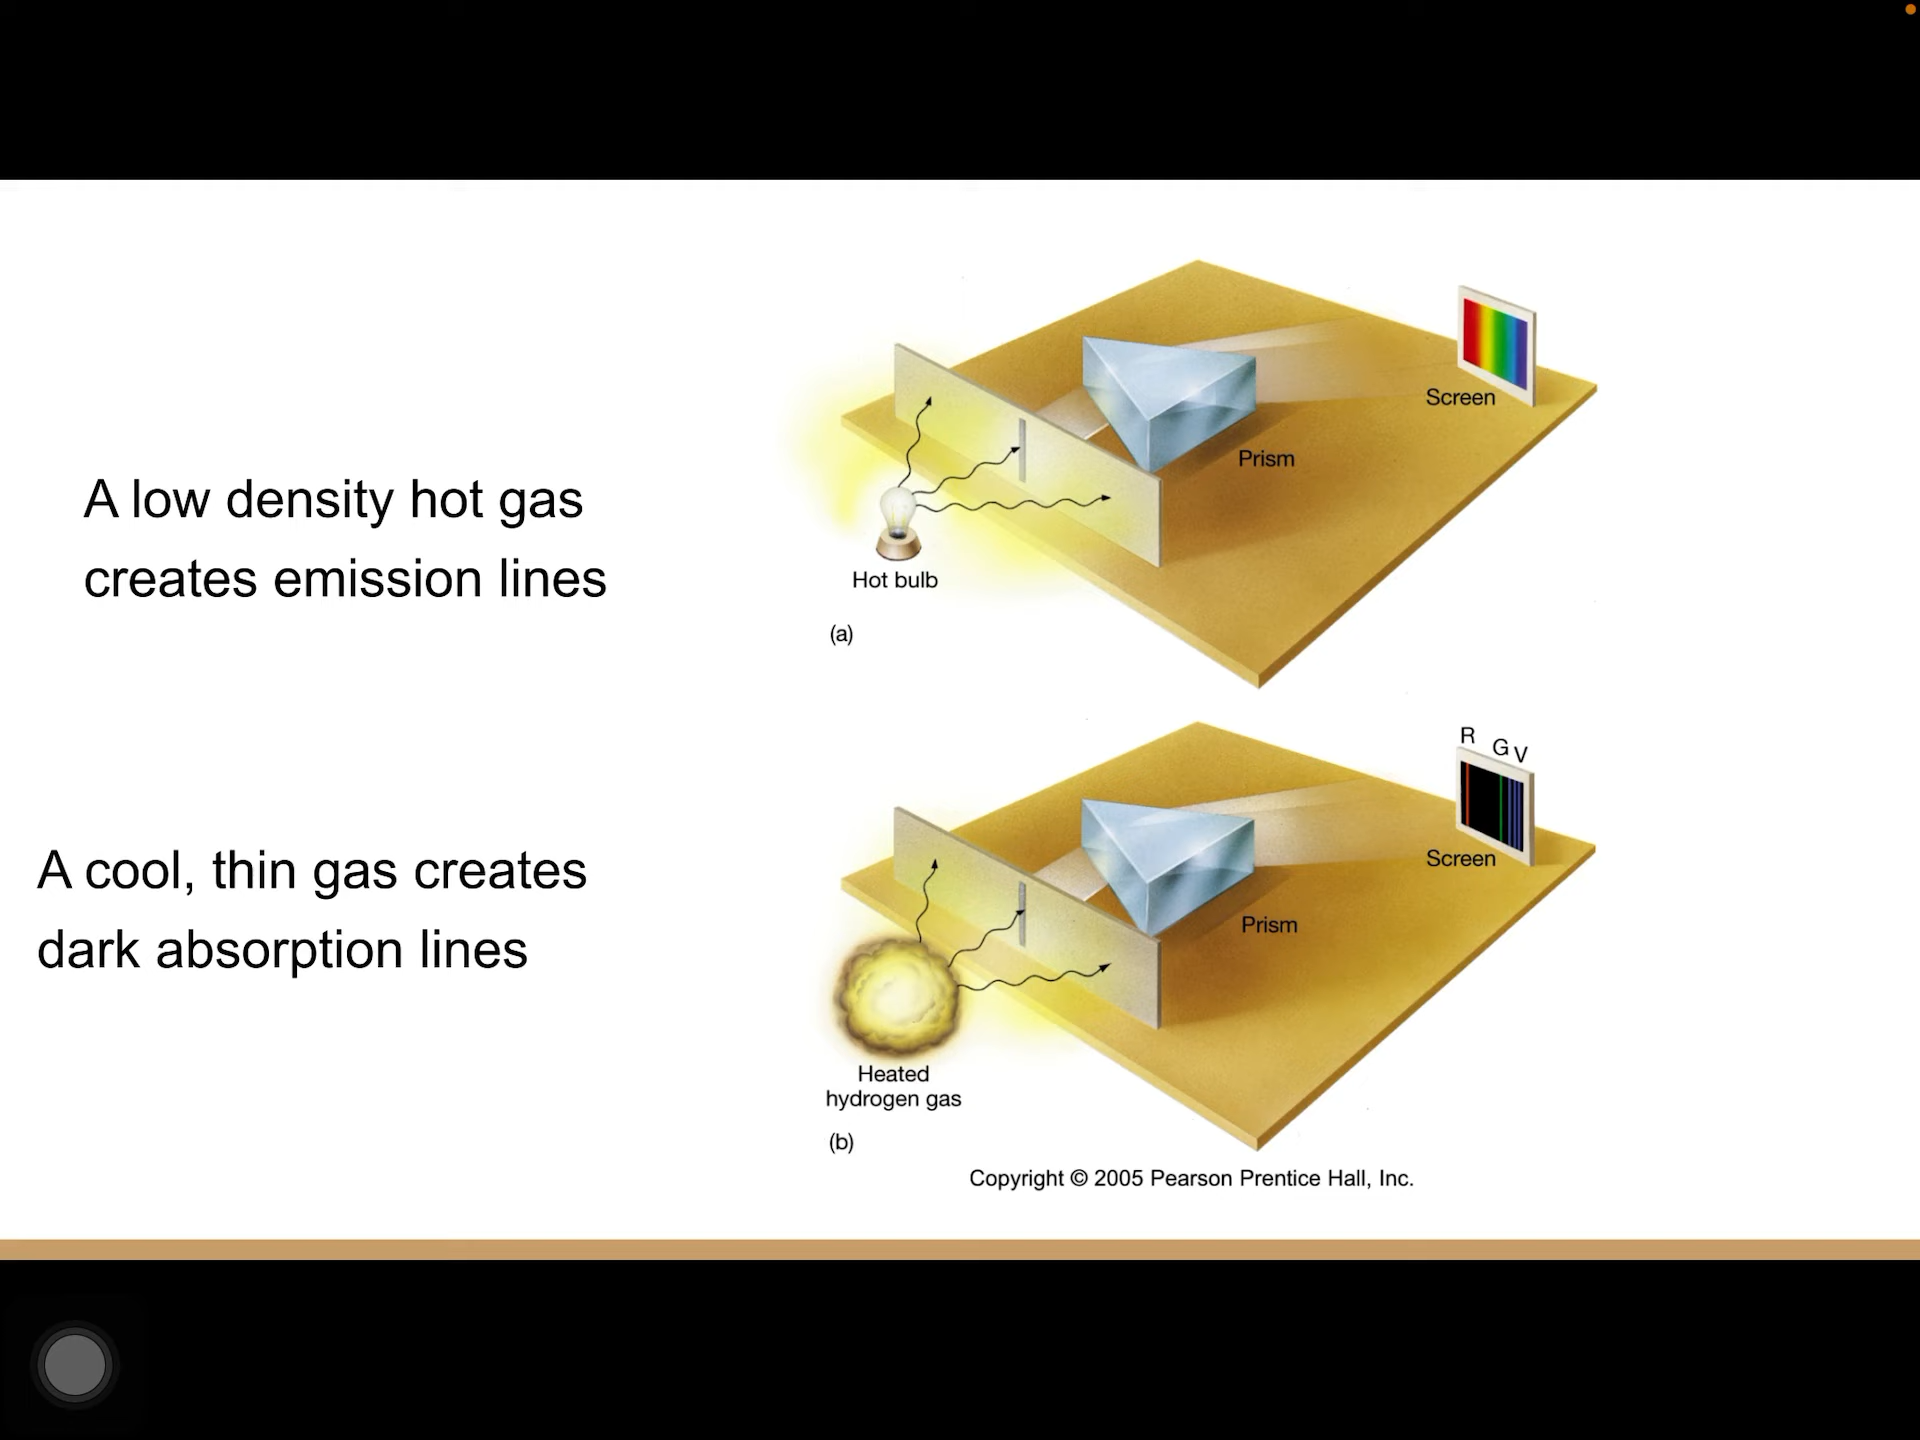 A low density hot gas
creates emission lines
A cool, thin gas creates
dark absorption lines
Screen
Prism
Hot bulb
(a)
R G V
Screen
Prism
Heated
hydrogen gas
(b)
Copyright © 2005 Pearson Prentice Hall, Inc.